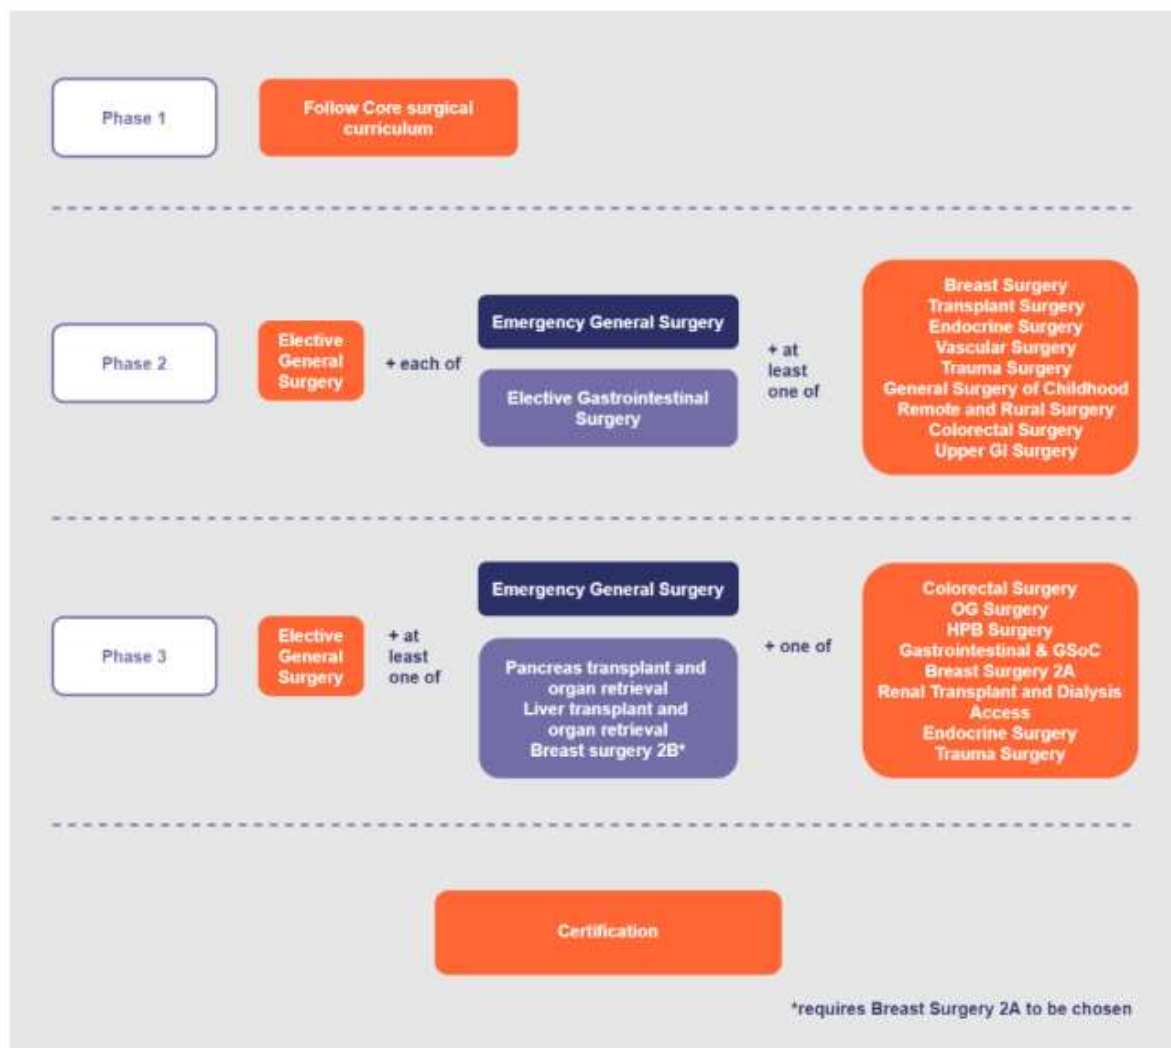 Phase 1
Follow Core surgical
curriculum
Phase 2
Elective
General
Surgery
+ each of
Emergency General Surgery
Elective Gastrointestinal
Surgery
+ at
least
one of
Breast Surgery
Transplant Surgery
Endocrine Surgery
Vascular Surgery
Trauma Surgery
General Surgery of Childhood
Remote and Rural Surgery
Colorectal Surgery
Upper GI Surgery
Phase 3
Elective
General
Surgery
+ at
least
one of
Emergency General Surgery
Pancreas transplant and
organ retrieval
Liver transplant and
organ retrieval
Breast surgery 2B*
+ one of
Colorectal Surgery
OG Surgery
HPB Surgery
Gastrointestinal & GSoC
Breast Surgery 2A
Renal Transplant and Dialysis
Access
Endocrine Surgery
Trauma Surgery
Certification
*requires Breast Surgery 2A to be chosen